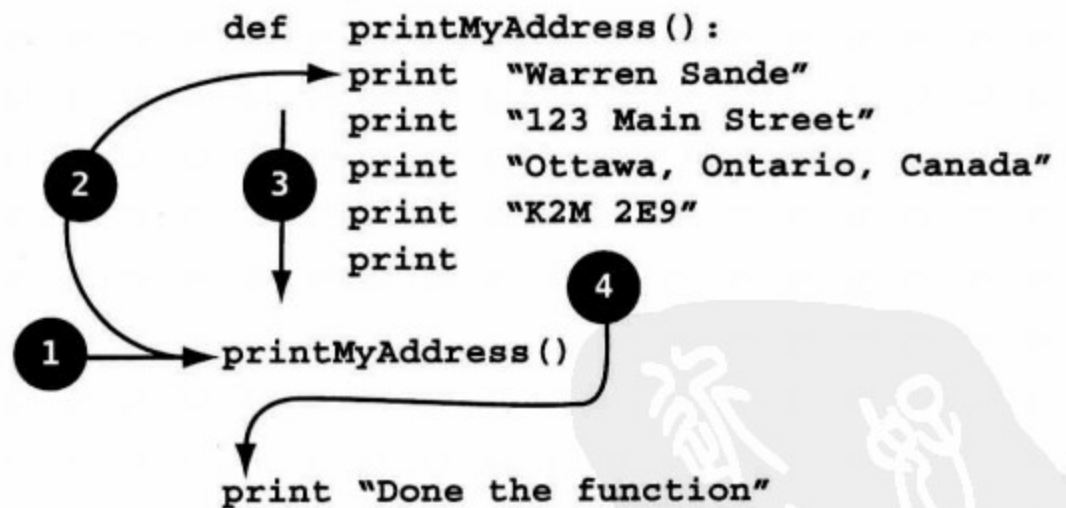 def printMyAddress():
print “Warren Sande”
print “123 Main Street”
2
3
print “Ottawa, Ontario, Canada”
print “K2M 2E9”
print
4
1
printMyAddress()
print “Done the function”